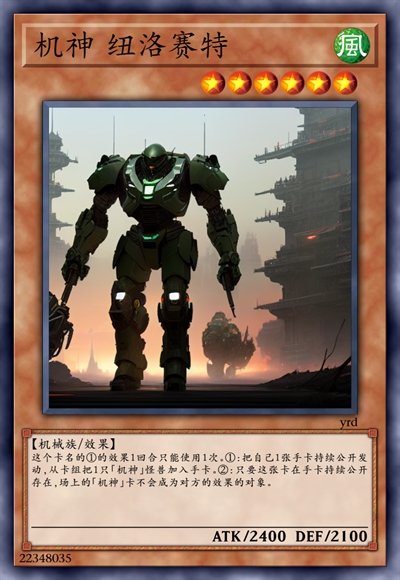 机神 纽洛赛特
風
yrd
【机械族/效果】
这个卡名的①的效果1回合只能使用1次。①:把自己1张手卡持续公开发
动,从卡组把1只「机神」怪兽加入手卡。②:只要这张卡在手卡持续公开
存在,场上的「机神」卡不会成为对方的效果的对象。
ATK/2400 DEF/2100
22348035